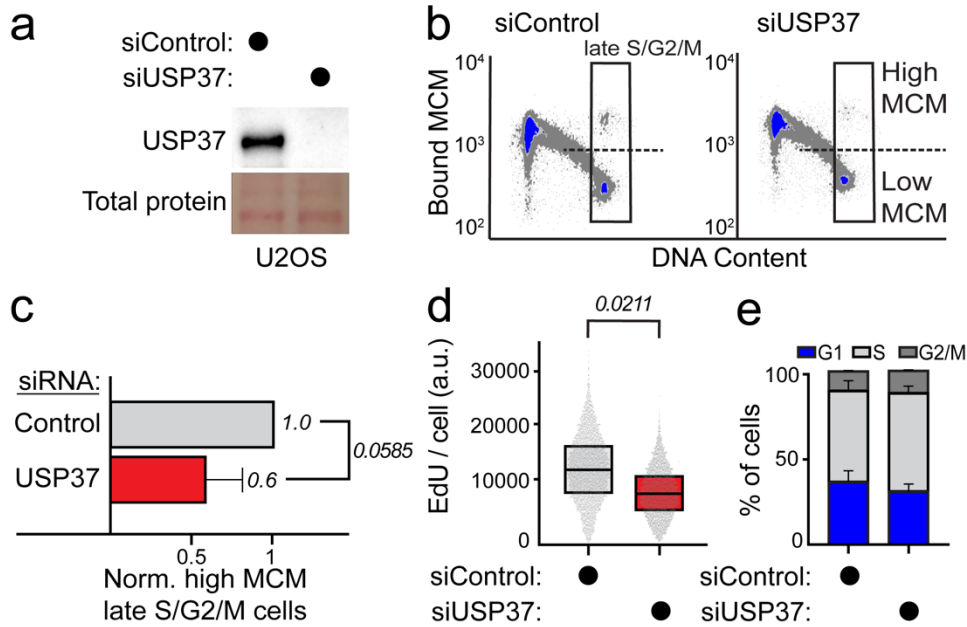 a
siControl:
siUSP37:
USP37
Total protein
U2OS
b
siControl
siUSP37
late S/G2/M
10⁴
10³
10²
10⁴
10³
10²
High
MCM
Low
MCM
Bound MCM
DNA Content
c
siRNA:
Control
USP37
1.0
0.6
0.0585
0.5
1
Norm. high MCM
late S/G2/M cells
d
0.0211
EdU / cell (a.u.)
30000
20000
10000
0
siControl:
siUSP37:
e
G1
S
G2/M
% of cells
100
50
0
siControl:
siUSP37: